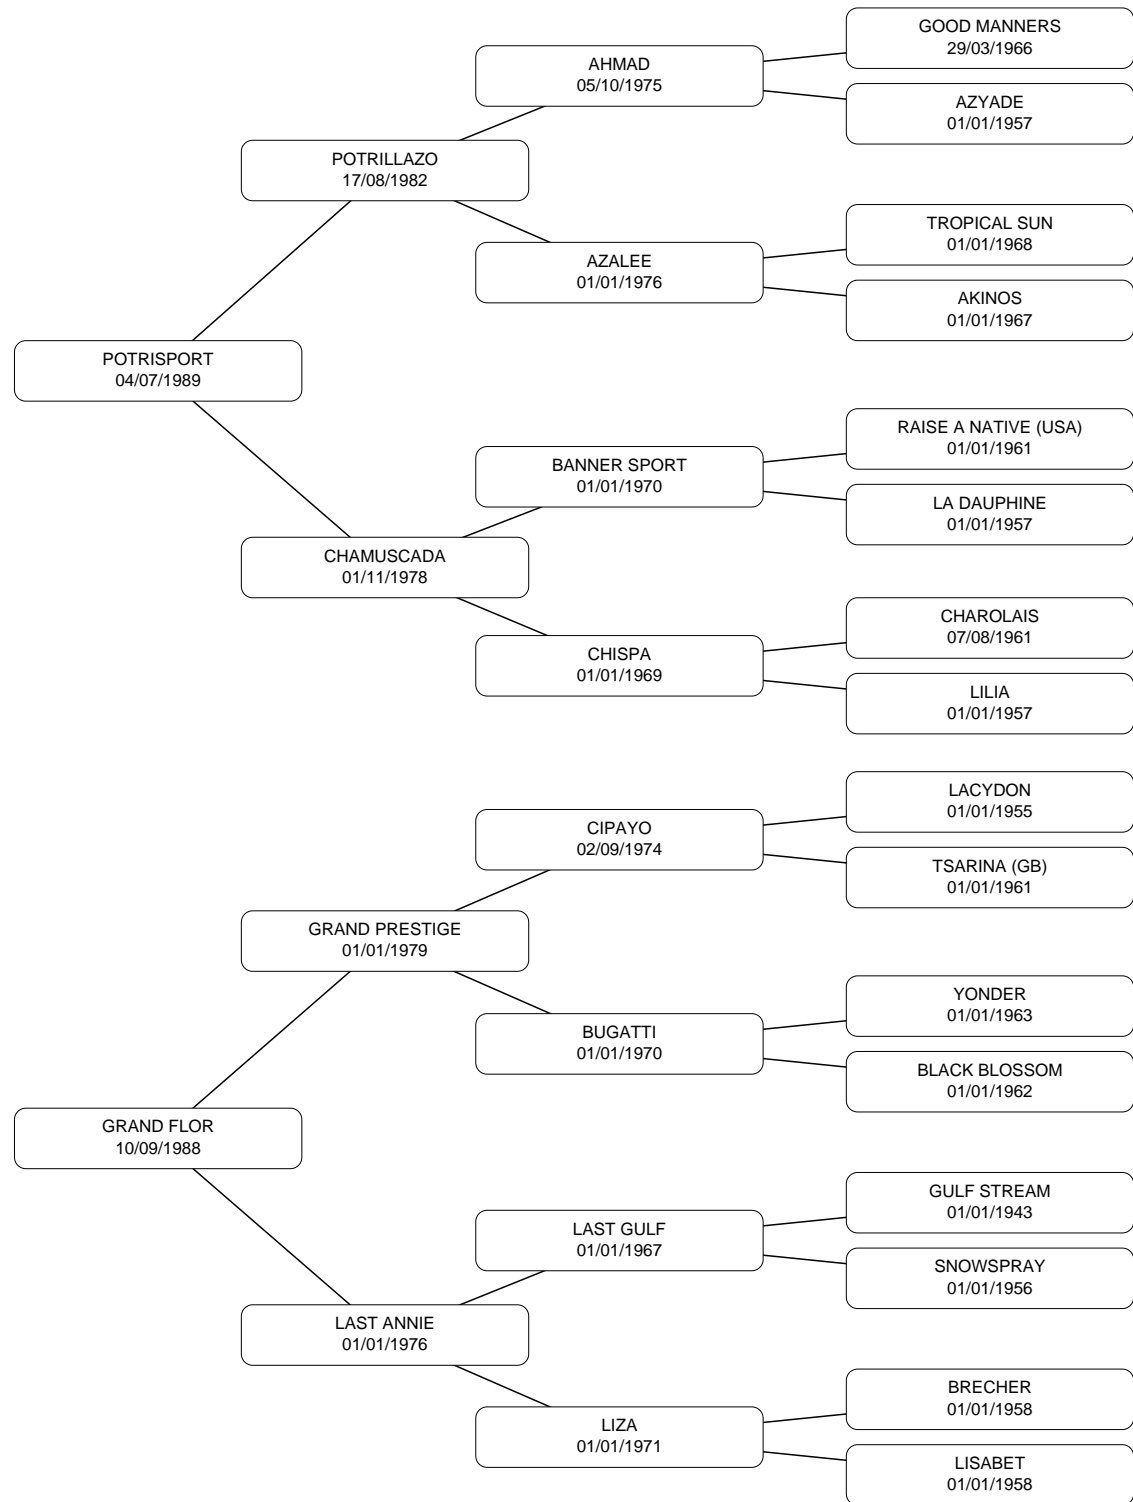 GOOD MANNERS
29/03/1966
AHMAD
05/10/1975
AZYADE
01/01/1957
POTRILLAZO
17/08/1982
TROPICAL SUN
01/01/1968
AZALEE
01/01/1976
AKINOS
01/01/1967
POTRISPORT
04/07/1989
RAISE A NATIVE (USA)
01/01/1961
BANNER SPORT
01/01/1970
LA DAUPHINE
01/01/1957
CHAMUSCADA
01/11/1978
CHAROLAIS
07/08/1961
CHISPA
01/01/1969
LILIA
01/01/1957
LACYDON
01/01/1955
CIPAYO
02/09/1974
TSARINA (GB)
01/01/1961
GRAND PRESTIGE
01/01/1979
YONDER
01/01/1963
BUGATTI
01/01/1970
BLACK BLOSSOM
01/01/1962
GRAND FLOR
10/09/1988
GULF STREAM
01/01/1943
LAST GULF
01/01/1967
SNOWSPRAY
01/01/1956
LAST ANNIE
01/01/1976
BRECHER
01/01/1958
LIZA
01/01/1971
LISABET
01/01/1958